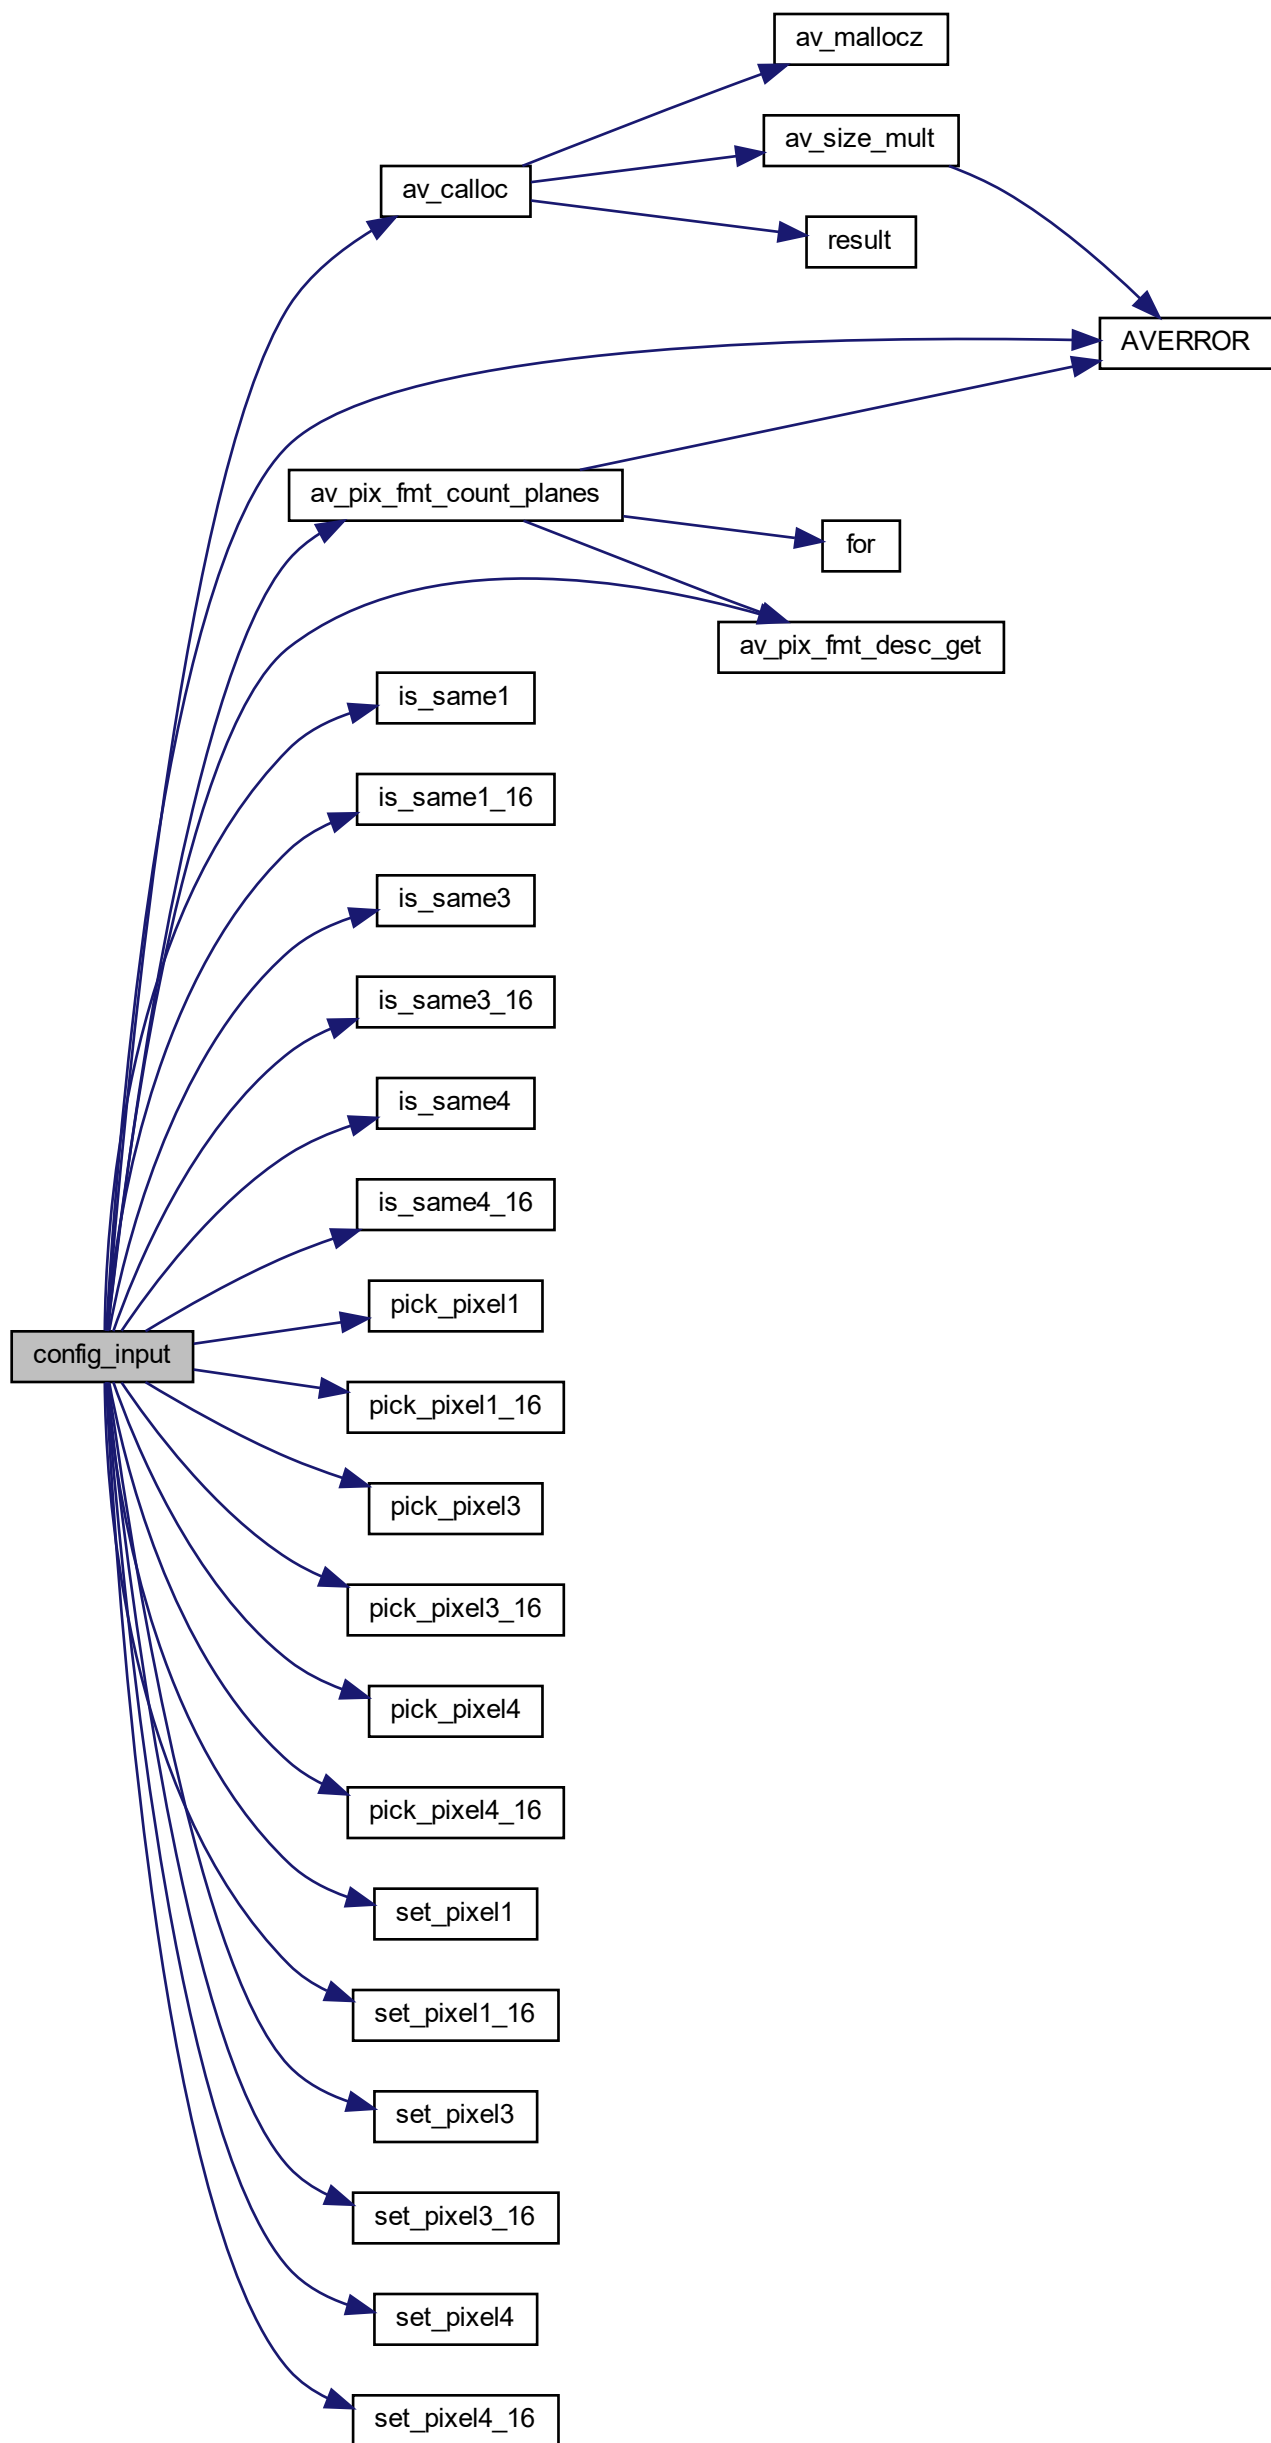 av_mallocz
av_size_mult
av_calloc
result
AVERROR
av_pix_fmt_count_planes
for
av_pix_fmt_desc_get
is_same1
is_same1_16
is_same3
is_same3_16
is_same4
is_same4_16
pick_pixel1
config_input
pick_pixel1_16
pick_pixel3
pick_pixel3_16
pick_pixel4
pick_pixel4_16
set_pixel1
set_pixel1_16
set_pixel3
set_pixel3_16
set_pixel4
set_pixel4_16